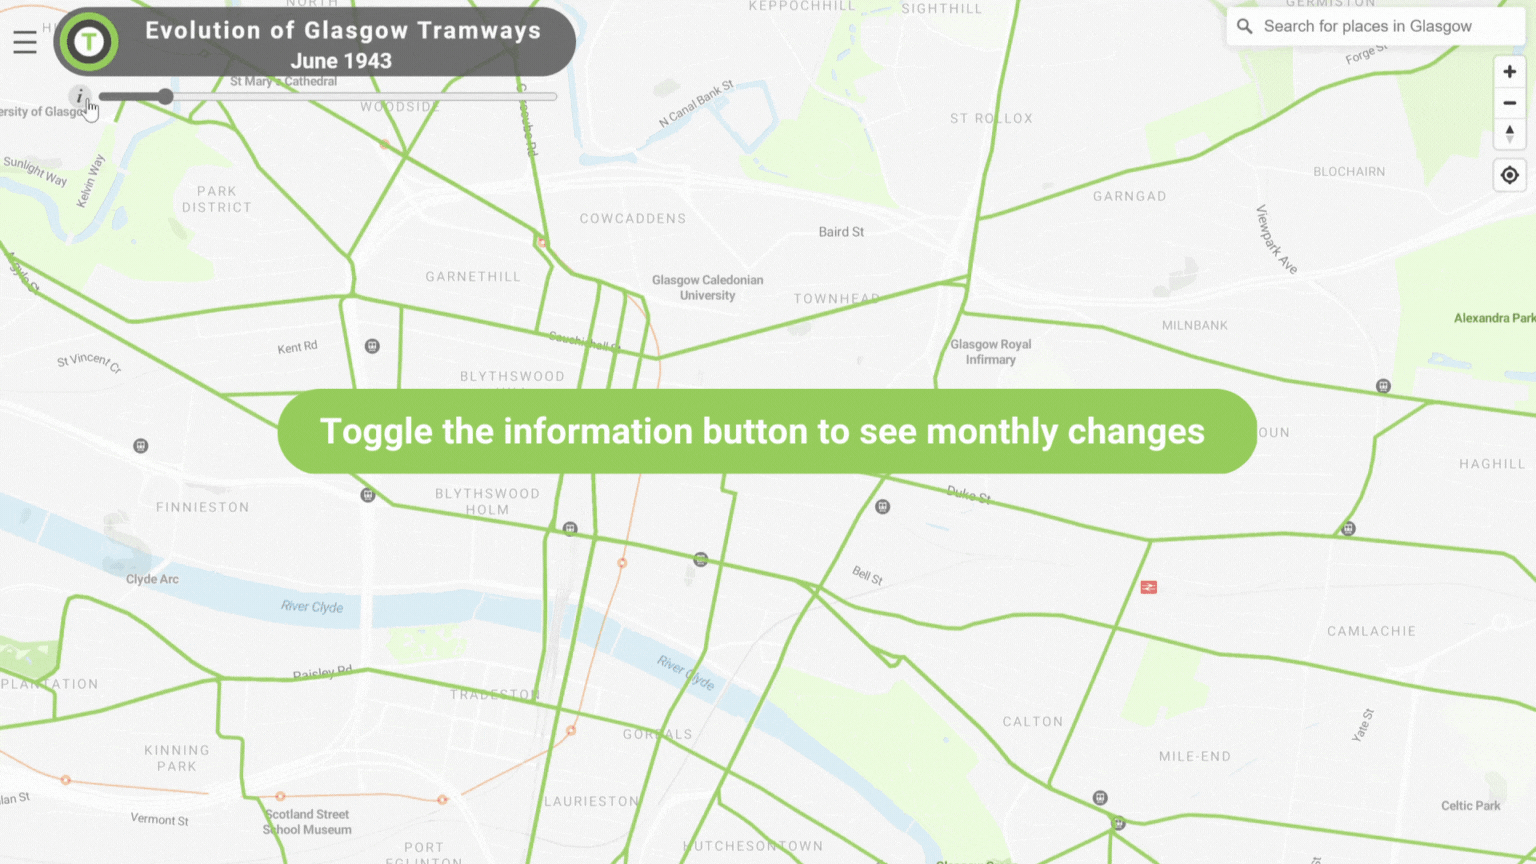 NORTH
KEPPOCHHILL
SIGHTHILL
GERMISTON
T
Evolution of Glasgow Tramways
June 1943
Search for places in Glasgow
Forge St
St Mary's Cathedral
i
WOODSIDE
N Canal Bank St
ST ROLLOX
Sunlight Way
Kelvin Way
PARK
DISTRICT
BLOCHAIRN
GARNGAD
COWCADDENS
Baird St
Viewpark Ave
GARNETHILL
Glasgow Caledonian
University
TOWNHEAD
Argyle St
Alexandra Park
MILNBANK
Kent Rd
Sauchiehall St
Glasgow Royal
Infirmary
St Vincent Cr
BLYTHSWOOD
Toggle the information button to see monthly changes
OUN
HAGHILL
BLYTHSWOOD
HOLM
Duke St
FINNIESTON
Clyde Arc
Bell St
River Clyde
CAMLACHIE
River Clyde
Paisley Rd
PLANTATION
TRADESTON
CALTON
Yate St
GORBALS
KINNING
PARK
MILE-END
LAURIESTON
Celtic Park
lan St
Vermont St
Scotland Street
School Museum
PORT
EGLINTON
HUTCHESONTOWN